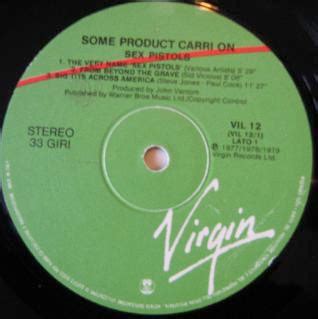 SOME PRODUCT CARRI ON
SEX PISTOLS
1. THE VERY NAME 'SEX PISTOLS' (Various Artists) 5' 29"
2. FROM BEYOND THE GRAVE (Sid Vicious)
3. BIG TITS ACROSS AMERICA (Steve Jones - Paul Cook) 11' 27"
Produced by John Varnom
Published by Warner Bros Music Ltd./Copyright Control.
STEREO
33 GIRI
VIL 12
(VIL 12/1)
LATO 1
℗ 1977/1978/1979
Virgin Records Ltd.
Virgin